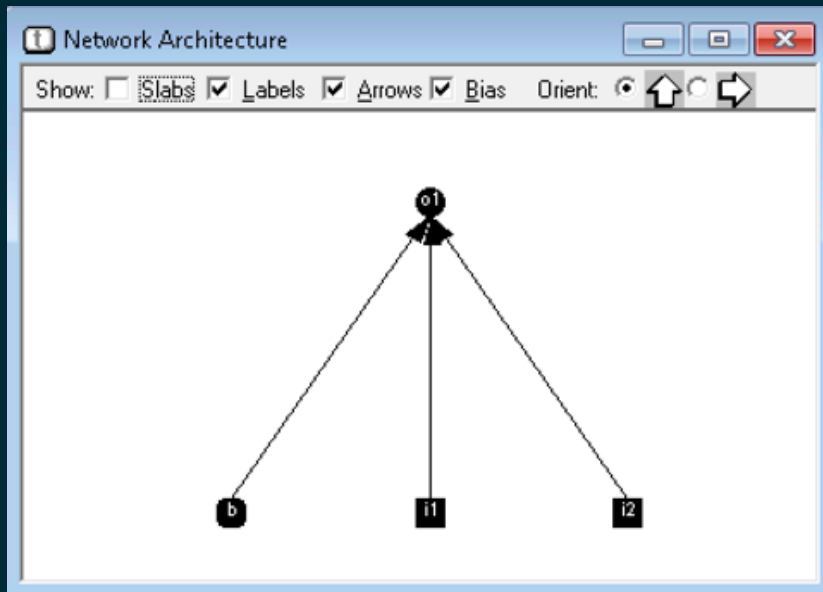 t Network Architecture
Show: Slabs Labels Arrows Bias Orient:
o1
b i1 i2